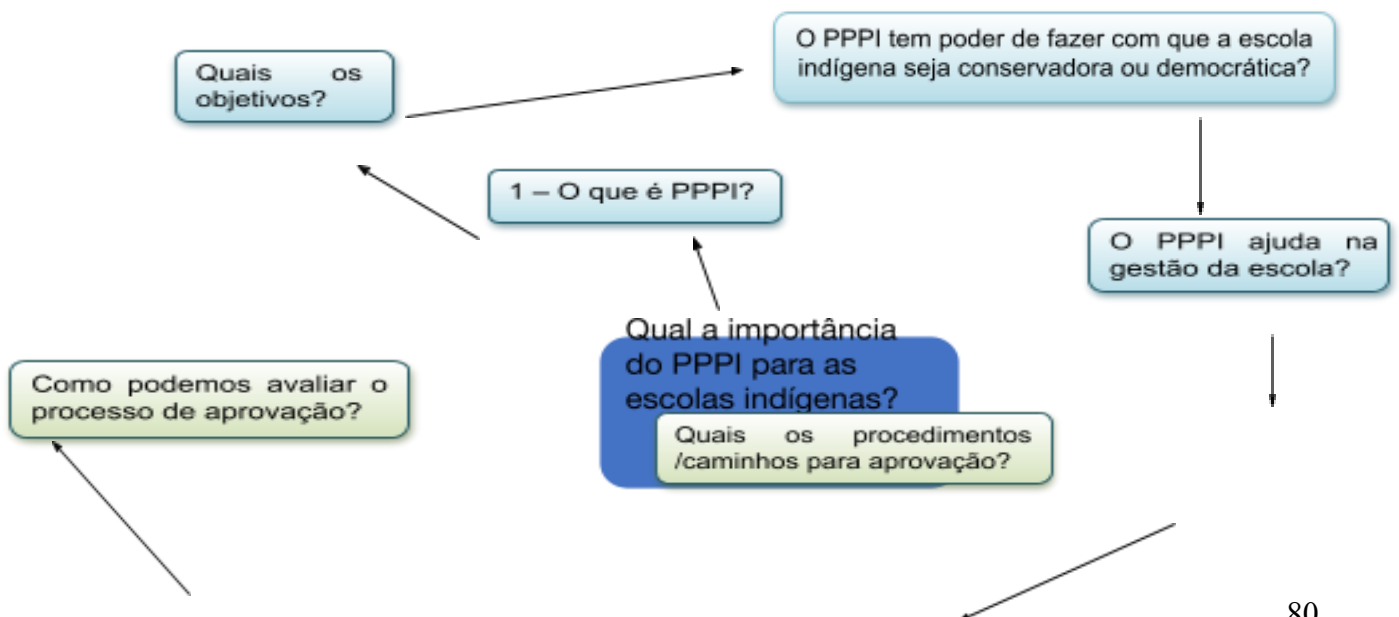 O PPPI tem poder de fazer com que a escola
indígena seja conservadora ou democrática?
Quais os
objetivos?
1 – O que é PPPI?
O PPPI ajuda na
gestão da escola?
Qual a importância
do PPPI para as
escolas indígenas?
Como podemos avaliar o
processo de aprovação?
Quais os procedimentos
/caminhos para aprovação?
80